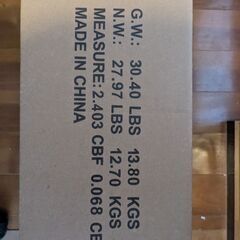 G.W.: 30.40 LBS 13.80 KGS
N.W.: 27.97 LBS 12.70 KGS
MEASURE: 2.403 CBF 0.068 CB
MADE IN CHINA